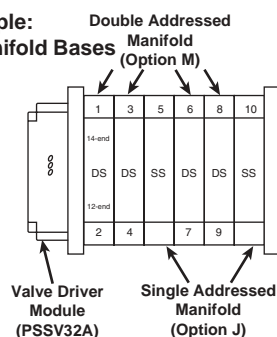 ple:
nifold Bases
Double Addressed
Manifold
(Option M)
1 3 5 6 8 10
14-end
DS DS SS DS DS SS
12-end
2 4 7 9
Valve Driver
Module
(PSSV32A)
Single Addressed
Manifold
(Option J)